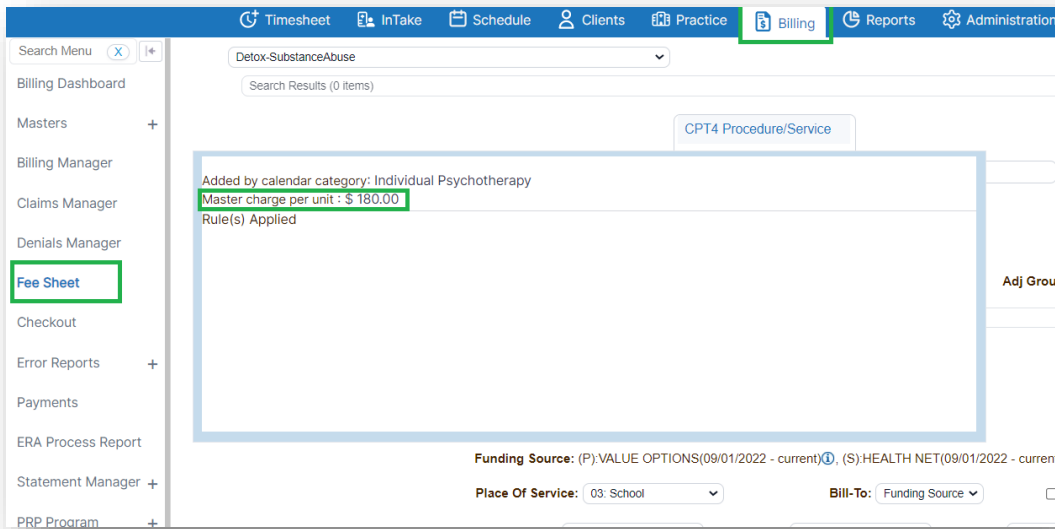 Timesheet InTake Schedule Clients Practice Billing Reports Administration
Search Menu (X)
Billing Dashboard
Masters +
Billing Manager
Claims Manager
Denials Manager
Fee Sheet
Checkout
Error Reports +
Payments
ERA Process Report
Statement Manager +
PRP Program +
Detox-SubstanceAbuse
Search Results (0 items)
CPT4 Procedure/Service
Added by calendar category: Individual Psychotherapy
Master charge per unit : $ 180.00
Rule(s) Applied
Adj Grou
Funding Source: (P):VALUE OPTIONS(09/01/2022 - current), (S):HEALTH NET(09/01/2022 - curren
Place Of Service: 03: School Bill-To: Funding Source